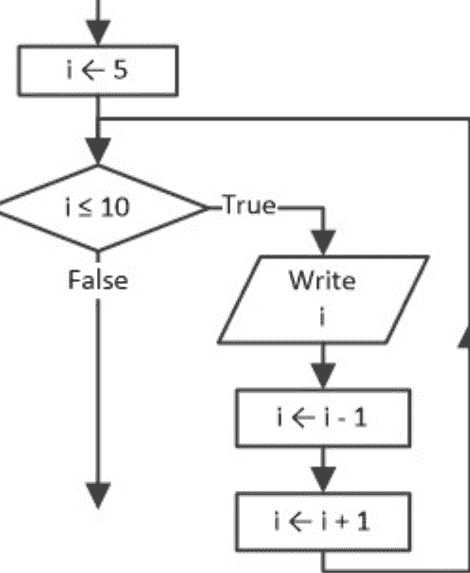 i ← 5
i ≤ 10
True
False
Write
i
i ← i - 1
i ← i + 1